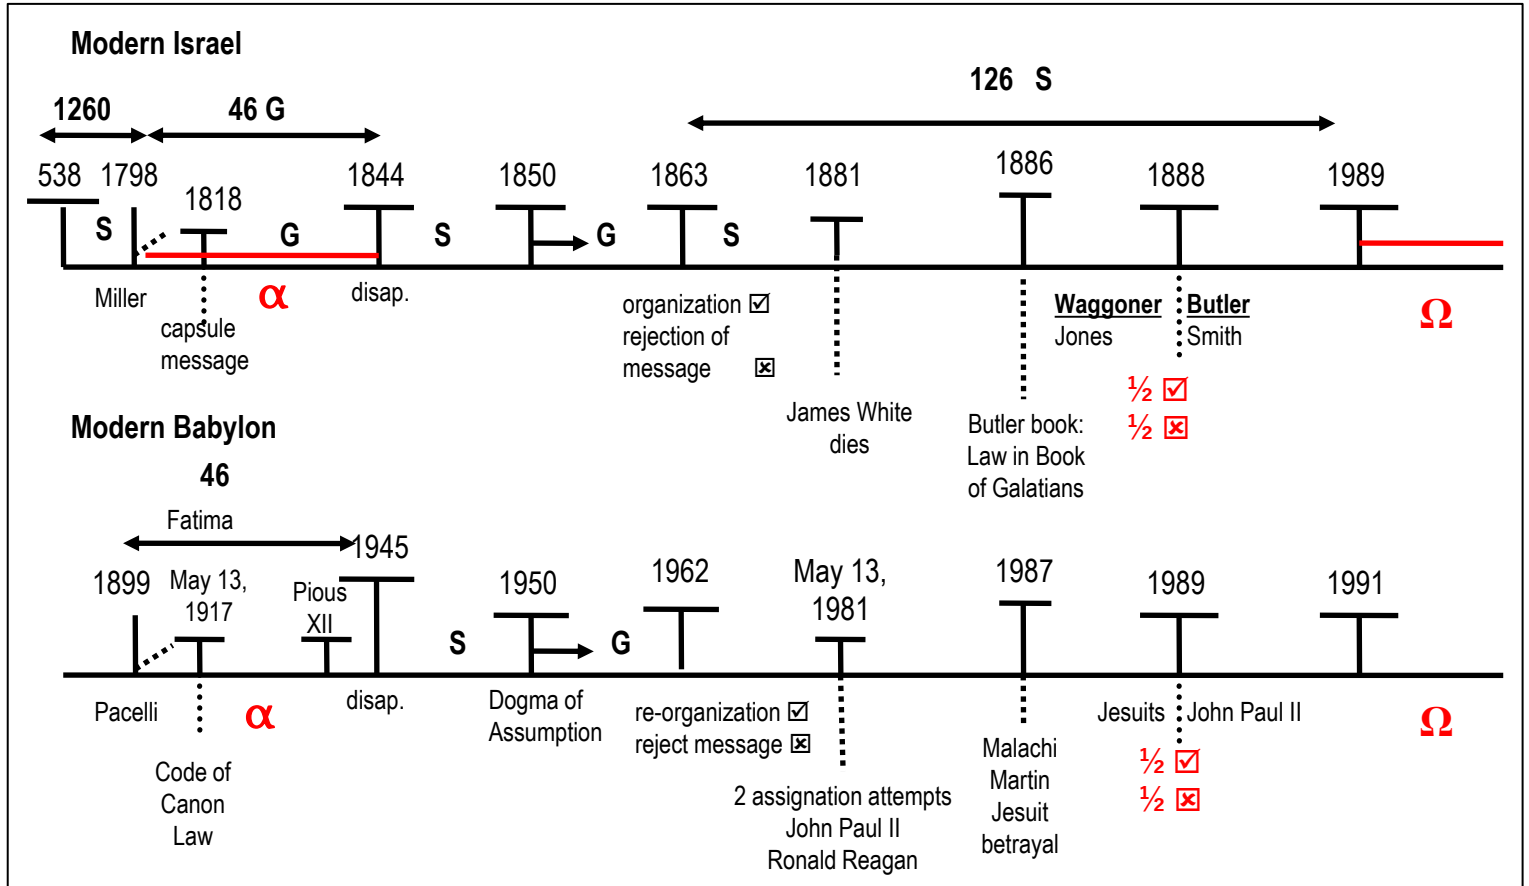 Modern Israel
126 S
1260 46 G
538 1798 1818 1844 1850 1863 1881 1886 1888 1989
S G S G S
Miller α disap.
capsule
message
organization ☑
rejection of
message ☒
James White
dies
Butler book:
Law in Book
of Galatians
Waggoner Butler
Jones Smith
½ ☑
½ ☒
Ω
Modern Babylon
46
Fatima
1899 May 13,
1917
Pious
XII
1945 1950 1962 May 13,
1981
1987 1989 1991
S G
Pacelli α disap.
Code of
Canon
Law
Dogma of
Assumption
re-organization ☑
reject message ☒
2 assignation attempts
John Paul II
Ronald Reagan
Malachi
Martin
Jesuit
betrayal
Jesuits John Paul II
½ ☑
½ ☒
Ω